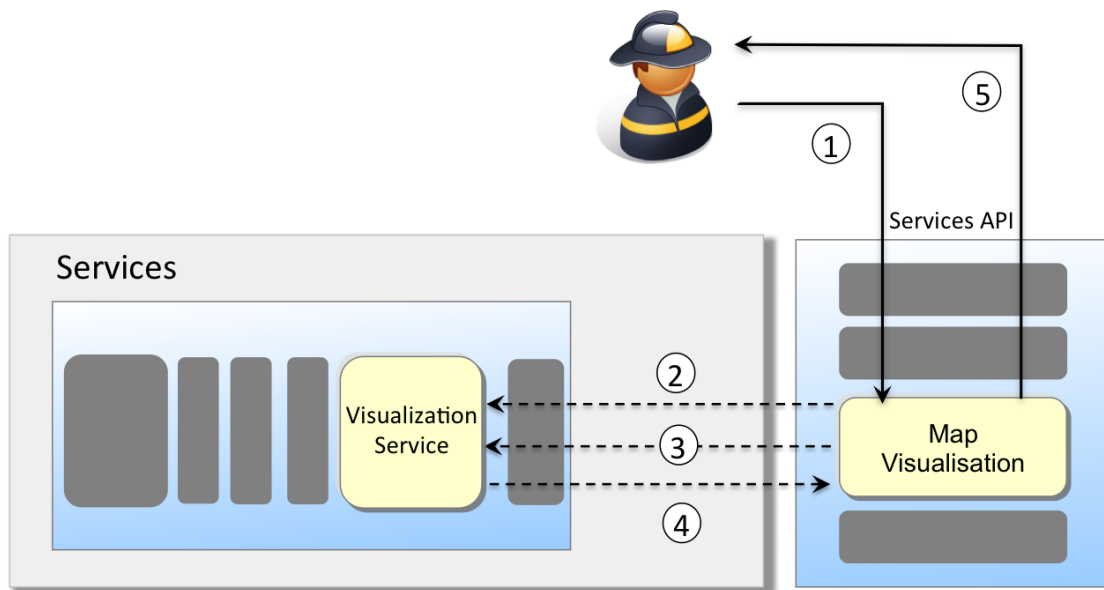 5
1
Services API
Services
2
Visualization
Service
3
Map
Visualisation
4